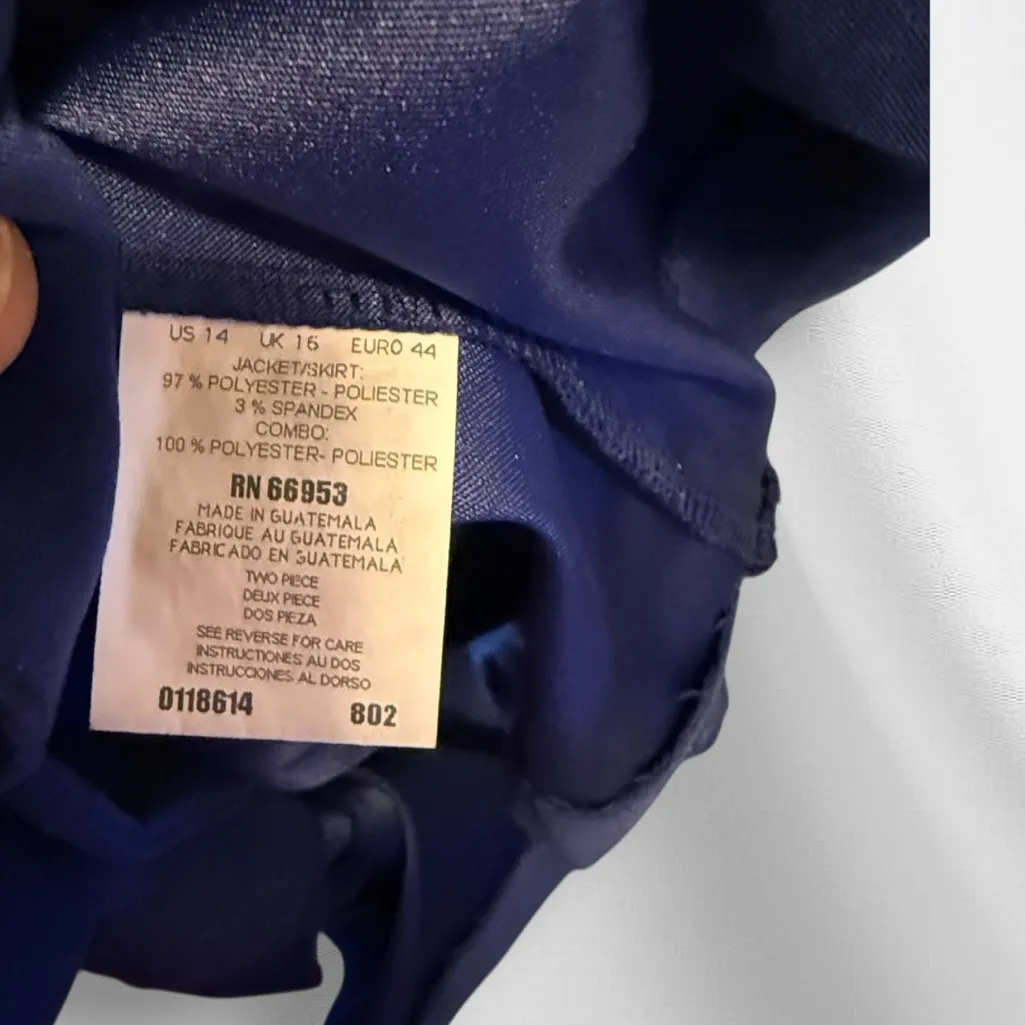 US 14 UK 16 EURO 44
JACKET/SKIRT:
97 % POLYESTER - POLIESTER
3 % SPANDEX
COMBO:
100 % POLYESTER- POLIESTER
RN 66953
MADE IN GUATEMALA
FABRIQUE AU GUATEMALA
FABRICADO EN GUATEMALA
TWO PIECE
DEUX PIECE
DOS PIEZA
SEE REVERSE FOR CARE
INSTRUCTIONES AU DOS
INSTRUCCIONES AL DORSO
0118614 802